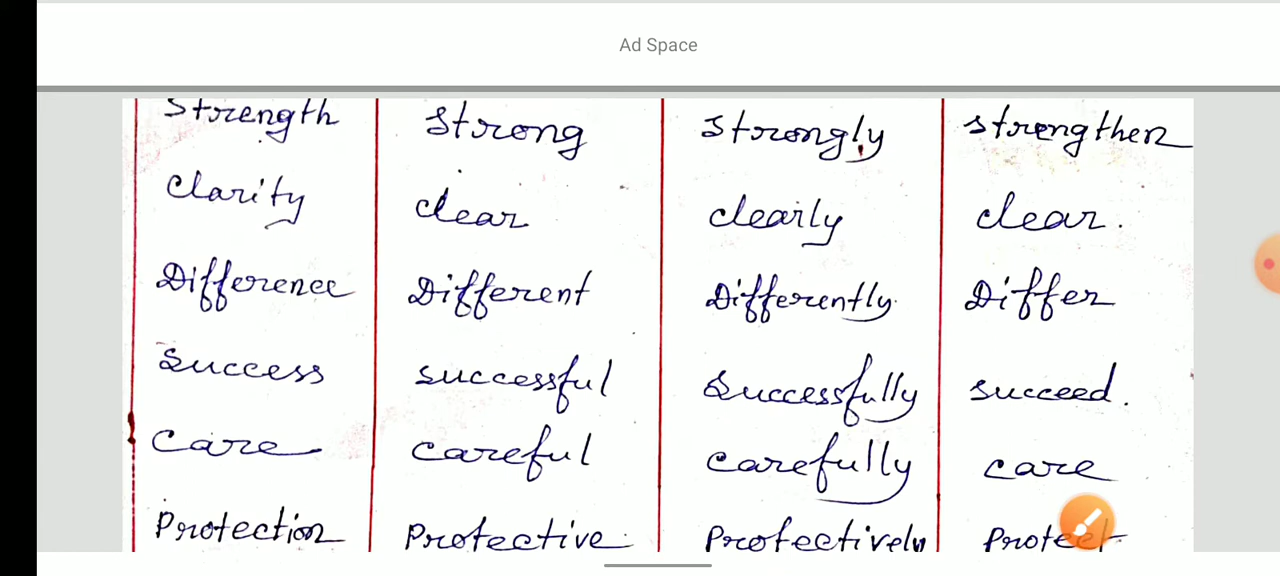 Ad Space
Strength Strong Strongly strengthen
Clarity clear clearly clear.
Difference Different Differently Differ
Success successful Successfully succeed.
Care careful carefully care
Protection Protective Protectively Protect